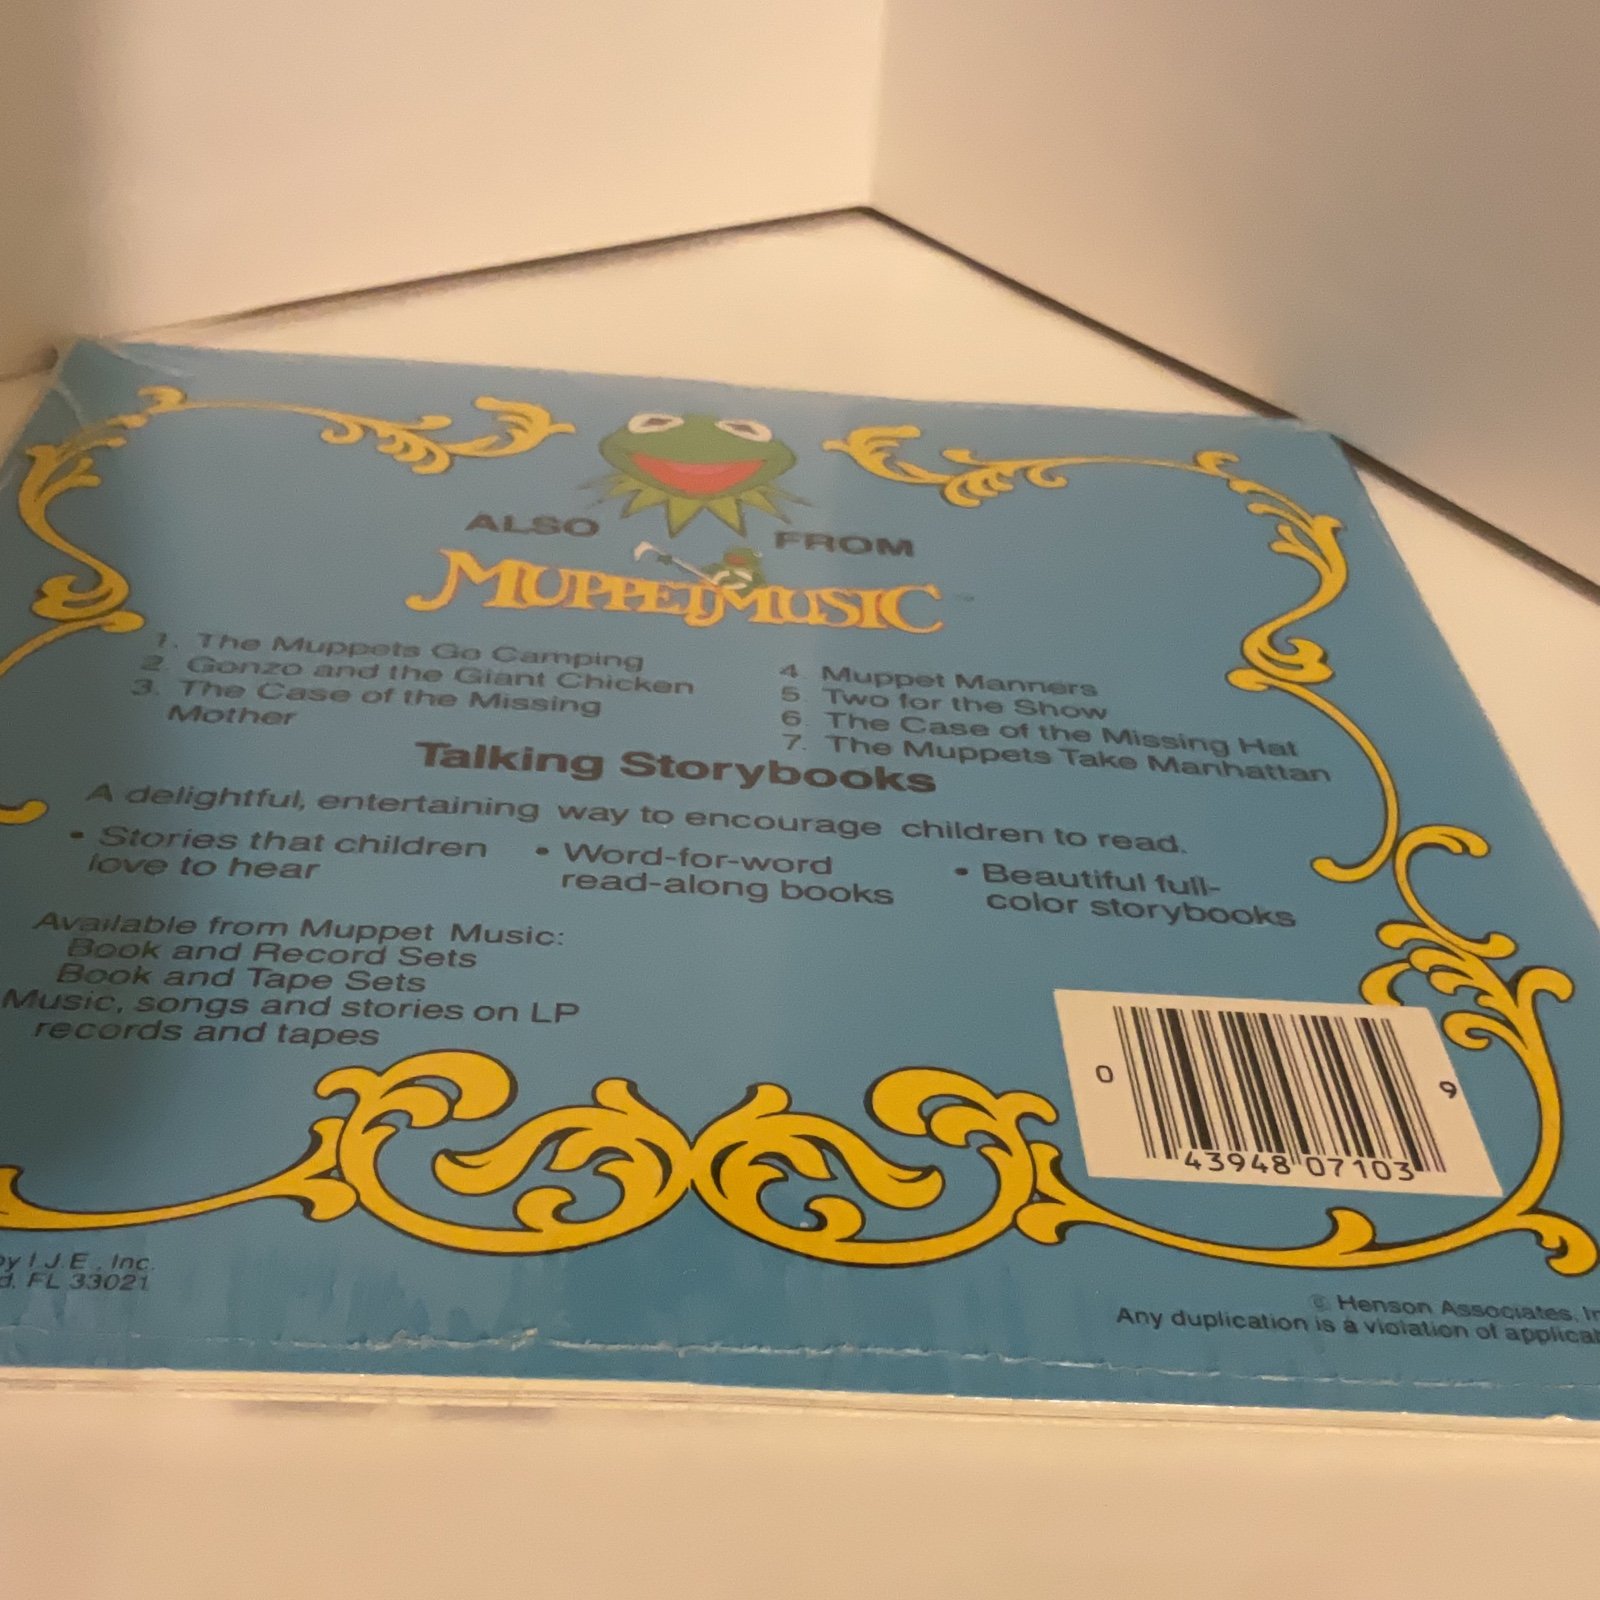 ALSO FROM
MUPPET MUSIC
1. The Muppets Go Camping
2. Gonzo and the Giant Chicken
3. The Case of the Missing
Mother
4. Muppet Manners
5. Two for the Show
6. The Case of the Missing Hat
7. The Muppets Take Manhattan
Talking Storybooks
A delightful, entertaining way to encourage children to read.
• Stories that children
love to hear
• Word-for-word
read-along books
• Beautiful full-
color storybooks
Available from Muppet Music:
Book and Record Sets
Book and Tape Sets
Music, songs and stories on LP
records and tapes
0 43948 07103 9
by I.J.E., Inc.
d. FL 33021
© Henson Associates, In
Any duplication is a violation of applica